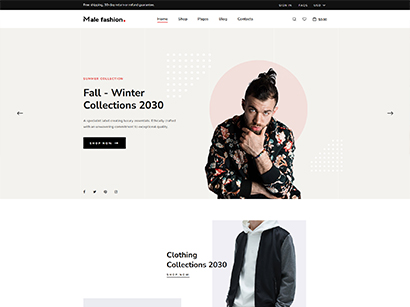 Free shipping, 30-day return or refund guarantee.
SIGN IN FAQS USD
Male fashion.
Home Shop Pages Blog Contacts
$0.00
SUMMER COLLECTION
Fall - Winter
Collections 2030
A specialist label creating luxury essentials. Ethically crafted
with an unwavering commitment to exceptional quality.
SHOP NOW
Clothing
Collections 2030
SHOP NOW